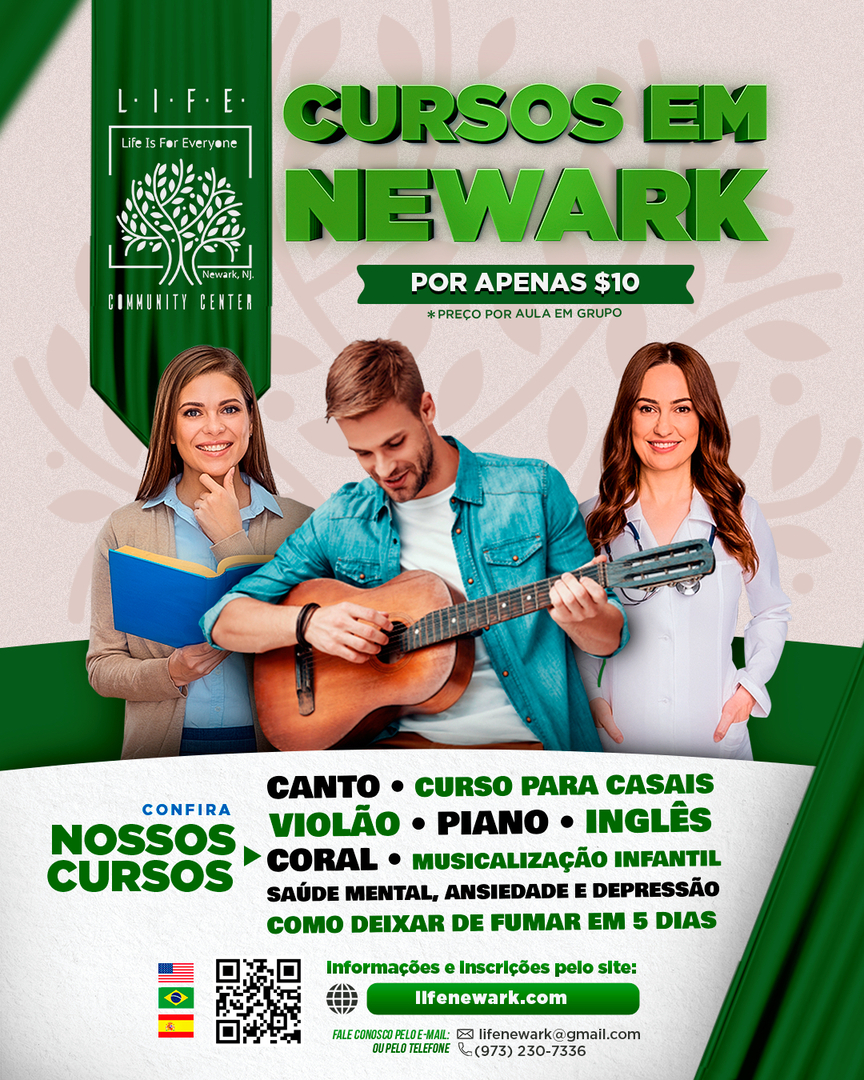 L·I·F·E·
Life Is For Everyone
Newark, NJ.
COMMUNITY CENTER
CURSOS EM
NEWARK
POR APENAS $10
*PREÇO POR AULA EM GRUPO
CONFIRA
NOSSOS
CURSOS
CANTO • CURSO PARA CASAIS
VIOLÃO • PIANO • INGLÊS
CORAL • MUSICALIZAÇÃO INFANTIL
SAÚDE MENTAL, ANSIEDADE E DEPRESSÃO
COMO DEIXAR DE FUMAR EM 5 DIAS
Informações e Inscrições pelo site:
lifenewark.com
FALE CONOSCO PELO E-MAIL: lifenewark@gmail.com
OU PELO TELEFONE (973) 230-7336